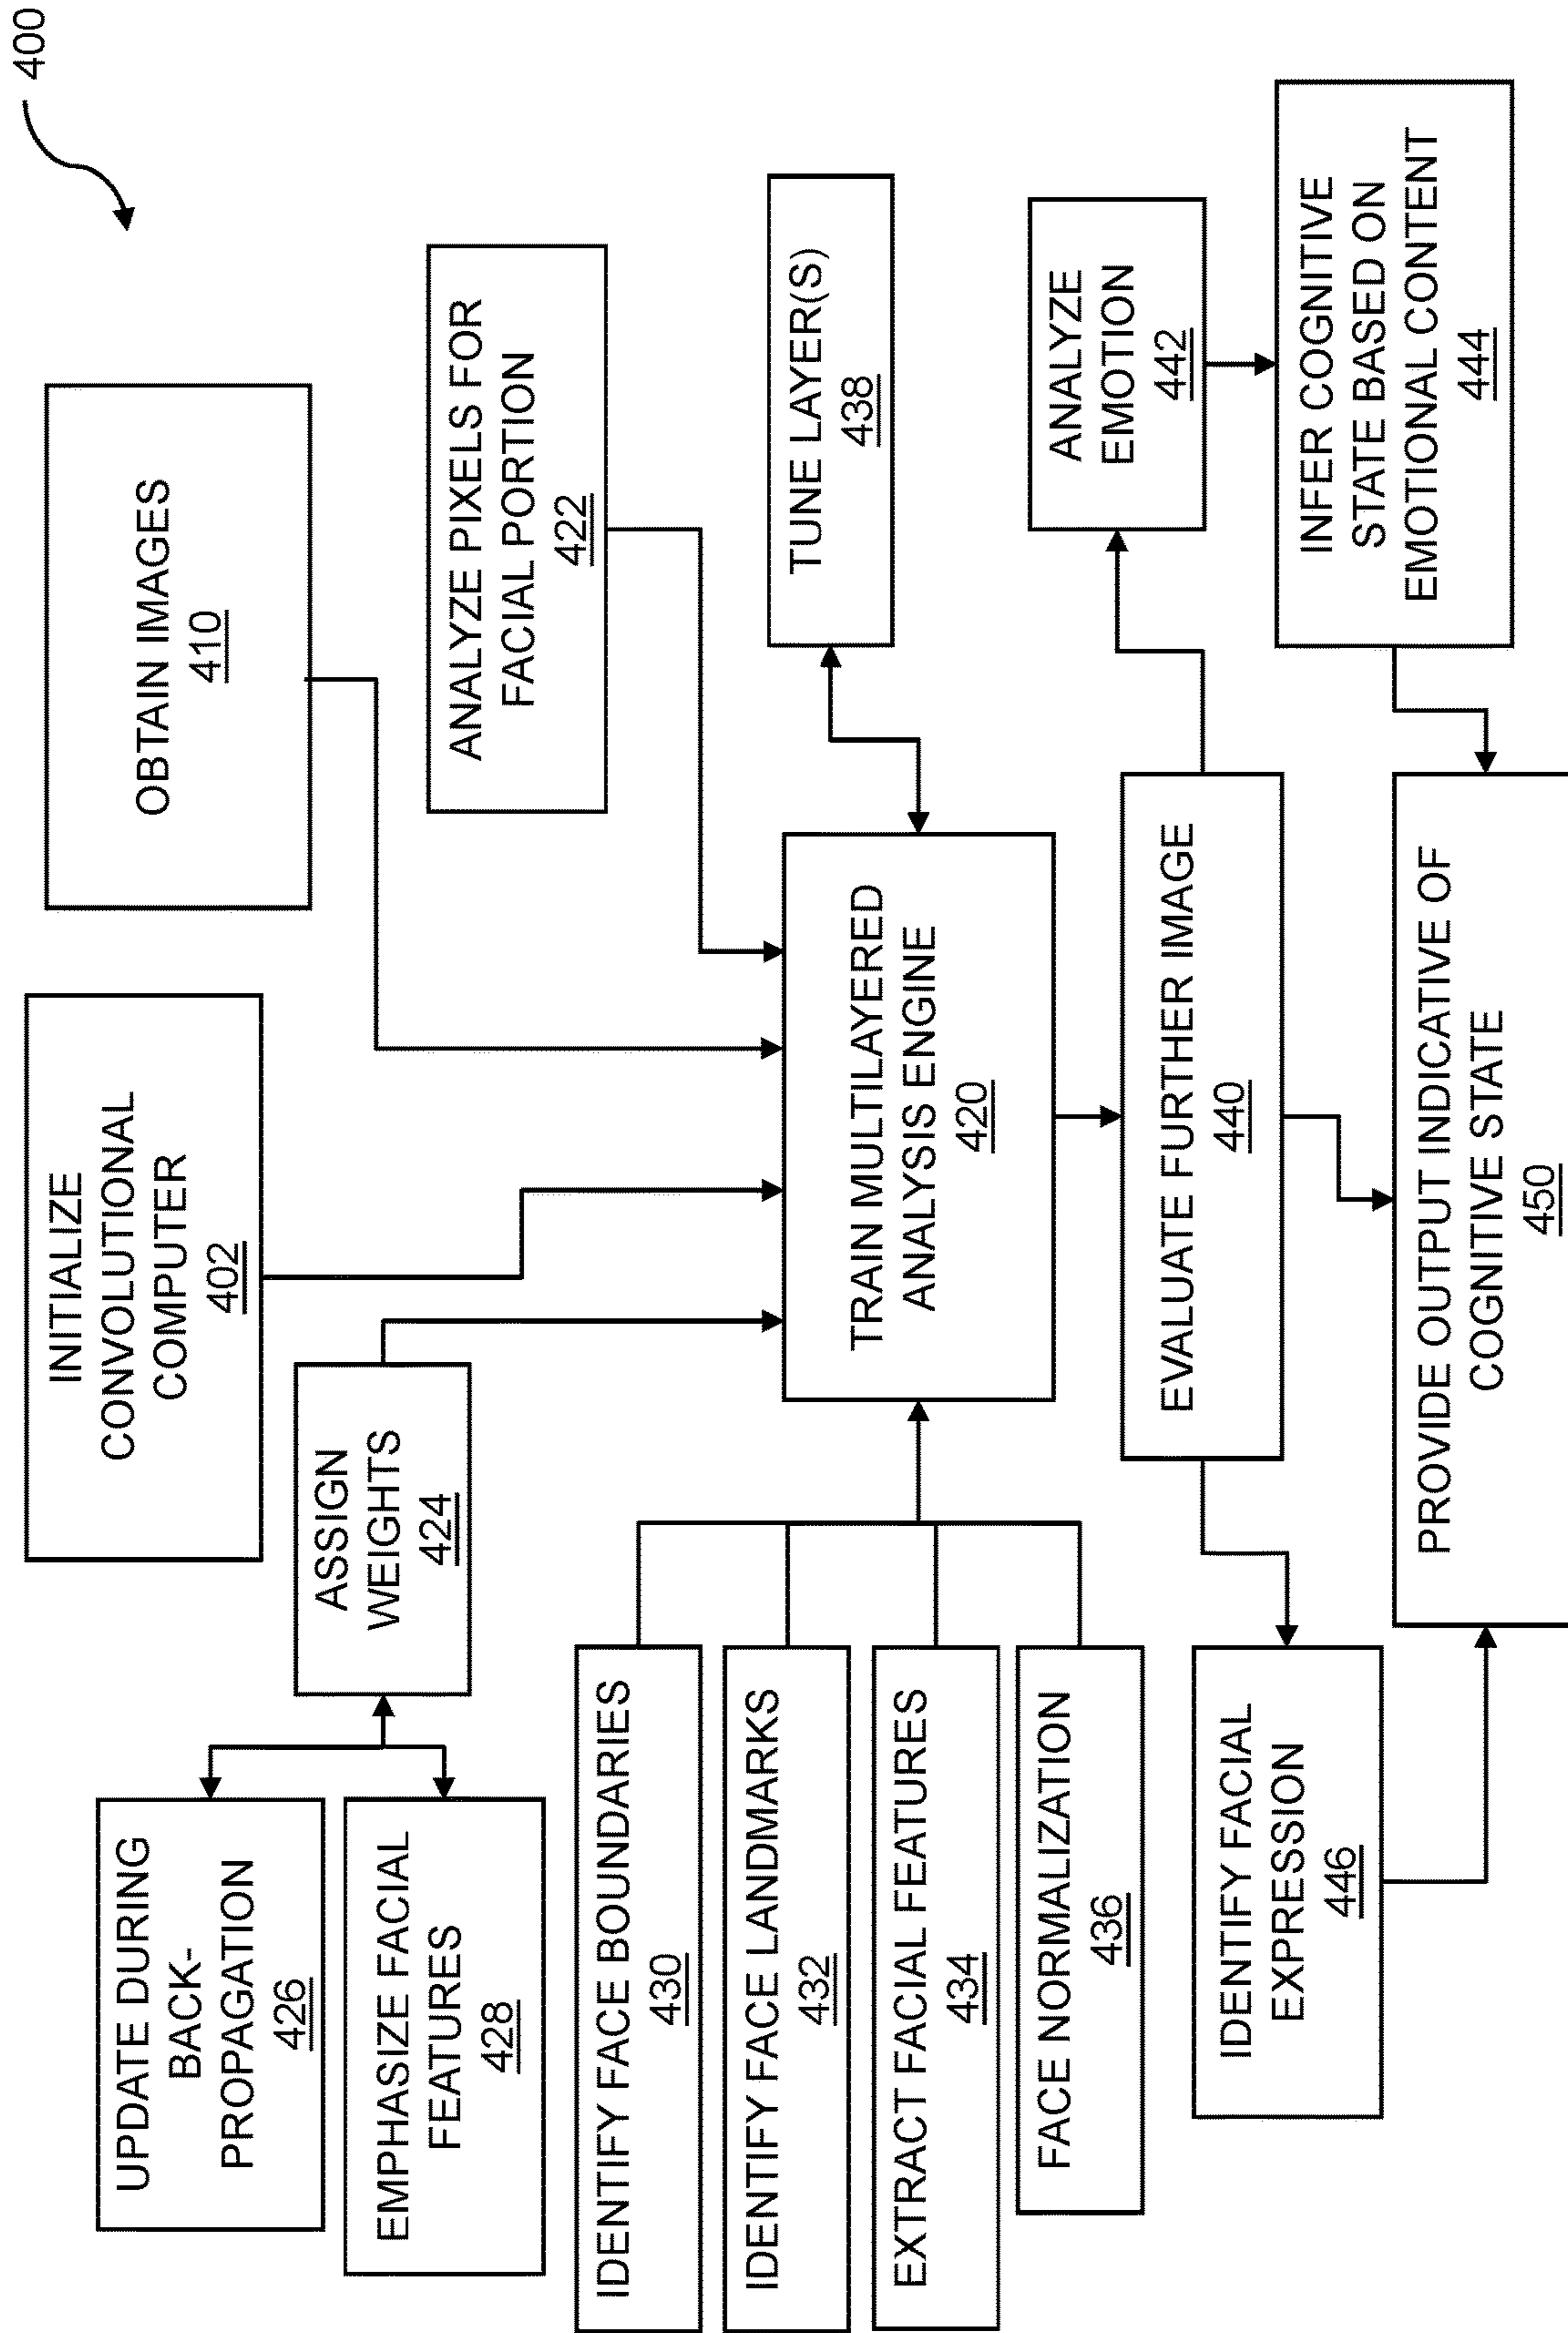 400
INITIALIZE
CONVOLUTIONAL
COMPUTER
402
OBTAIN IMAGES
410
UPDATE DURING
BACK-
PROPAGATION
426
EMPHASIZE FACIAL
FEATURES
428
ASSIGN
WEIGHTS
424
ANALYZE PIXELS FOR
FACIAL PORTION
422
IDENTIFY FACE BOUNDARIES
430
IDENTIFY FACE LANDMARKS
432
EXTRACT FACIAL FEATURES
434
FACE NORMALIZATION
436
TRAIN MULTILAYERED
ANALYSIS ENGINE
420
TUNE LAYER(S)
438
EVALUATE FURTHER IMAGE
440
ANALYZE
EMOTION
442
IDENTIFY FACIAL
EXPRESSION
446
INFER COGNITIVE
STATE BASED ON
EMOTIONAL CONTENT
444
PROVIDE OUTPUT INDICATIVE OF
COGNITIVE STATE
450